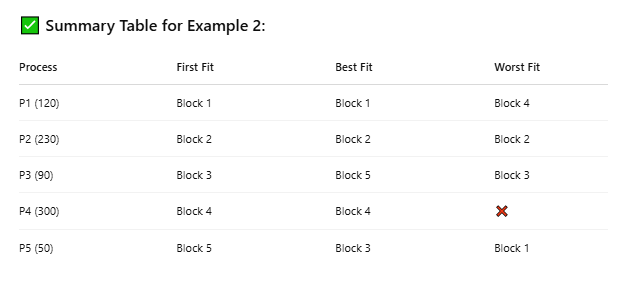 ✅ Summary Table for Example 2:
Process First Fit Best Fit Worst Fit
P1 (120) Block 1 Block 1 Block 4
P2 (230) Block 2 Block 2 Block 2
P3 (90) Block 3 Block 5 Block 3
P4 (300) Block 4 Block 4 ❌
P5 (50) Block 5 Block 3 Block 1